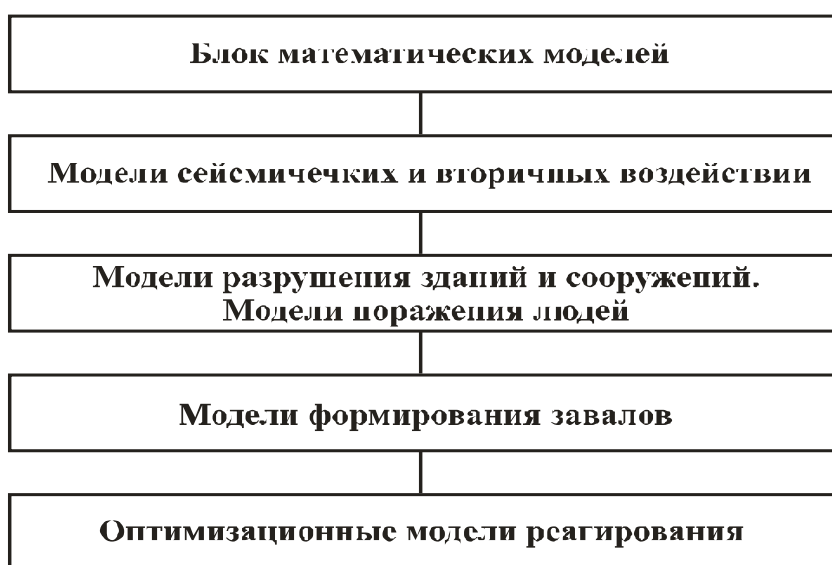 Блок математических моделей
Модели сейсмичечких и вторичных воздействии
Модели разрушения зданий и сооружений.
Модели поражения людей
Модели формирования завалов
Оптимизационные модели реагирования